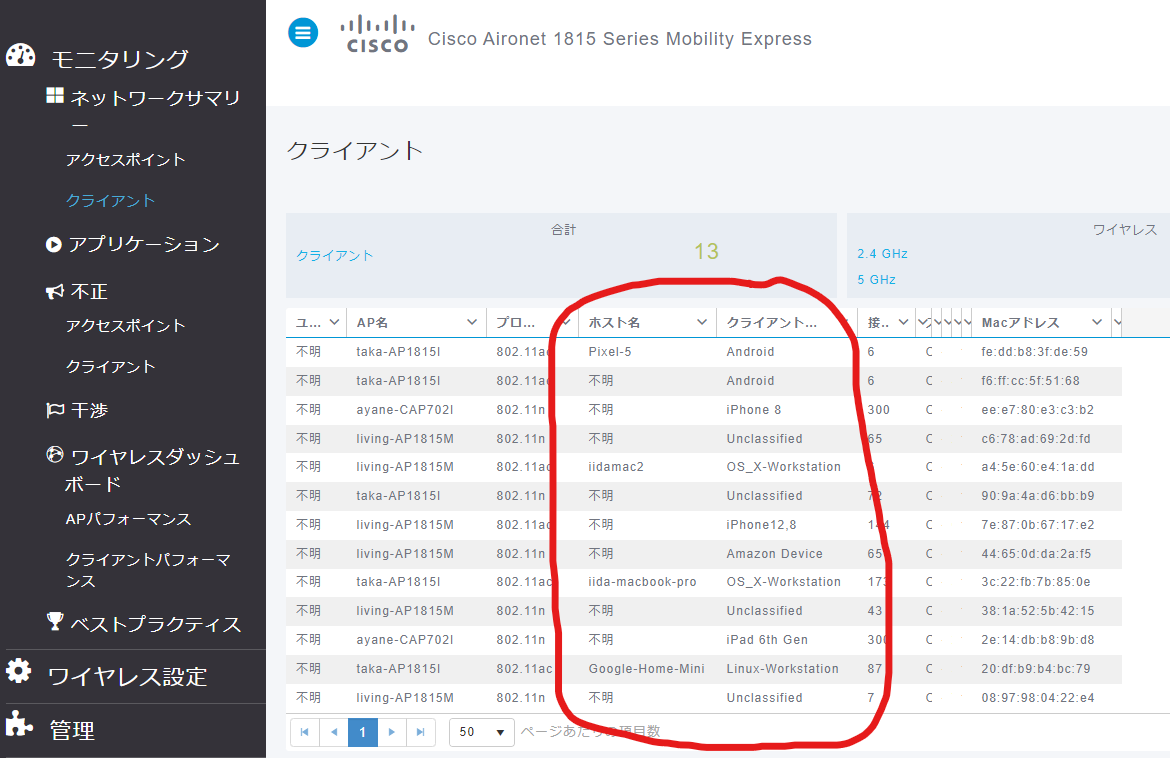 CISCO
Cisco Aironet 1815 Series Mobility Express
モニタリング
ネットワークサマリ
ー
アクセスポイント
クライアント
アプリケーション
不正
アクセスポイント
クライアント
干渉
ワイヤレスダッシュ
ボード
APパフォーマンス
クライアントパフォーマ
ンス
ベストプラクティス
ワイヤレス設定
管理
クライアント
合計
クライアント 13
ワイヤレス
2.4 GHz
5 GHz
ユ... AP名 プロ... ホスト名 クライアント... 接.. Macアドレス
不明 taka-AP1815I 802.11ac Pixel-5 Android 6 C fe:dd:b8:3f:de:59
不明 taka-AP1815I 802.11ac 不明 Android 6 C f6:ff:cc:5f:51:68
不明 ayane-CAP702I 802.11n 不明 iPhone 8 300 C ee:e7:80:e3:c3:b2
不明 living-AP1815M 802.11n 不明 Unclassified 65 C c6:78:ad:69:2d:fd
不明 living-AP1815M 802.11ac iidamac2 OS_X-Workstation C a4:5e:60:e4:1a:dd
不明 taka-AP1815I 802.11n 不明 Unclassified 72 C 90:9a:4a:d6:bb:b9
不明 living-AP1815M 802.11ac 不明 iPhone12,8 144 C 7e:87:0b:67:17:e2
不明 living-AP1815M 802.11n 不明 Amazon Device 65 C 44:65:0d:da:2a:f5
不明 taka-AP1815I 802.11ac iida-macbook-pro OS_X-Workstation 173 C 3c:22:fb:7b:85:0e
不明 living-AP1815M 802.11n 不明 Unclassified 43 C 38:1a:52:5b:42:15
不明 ayane-CAP702I 802.11n 不明 iPad 6th Gen 300 C 2e:14:db:b8:9b:d8
不明 taka-AP1815I 802.11ac Google-Home-Mini Linux-Workstation 87 C 20:df:b9:b4:bc:79
不明 living-AP1815M 802.11n 不明 Unclassified 7 C 08:97:98:04:22:e4
1 50 ページあたりの項目数